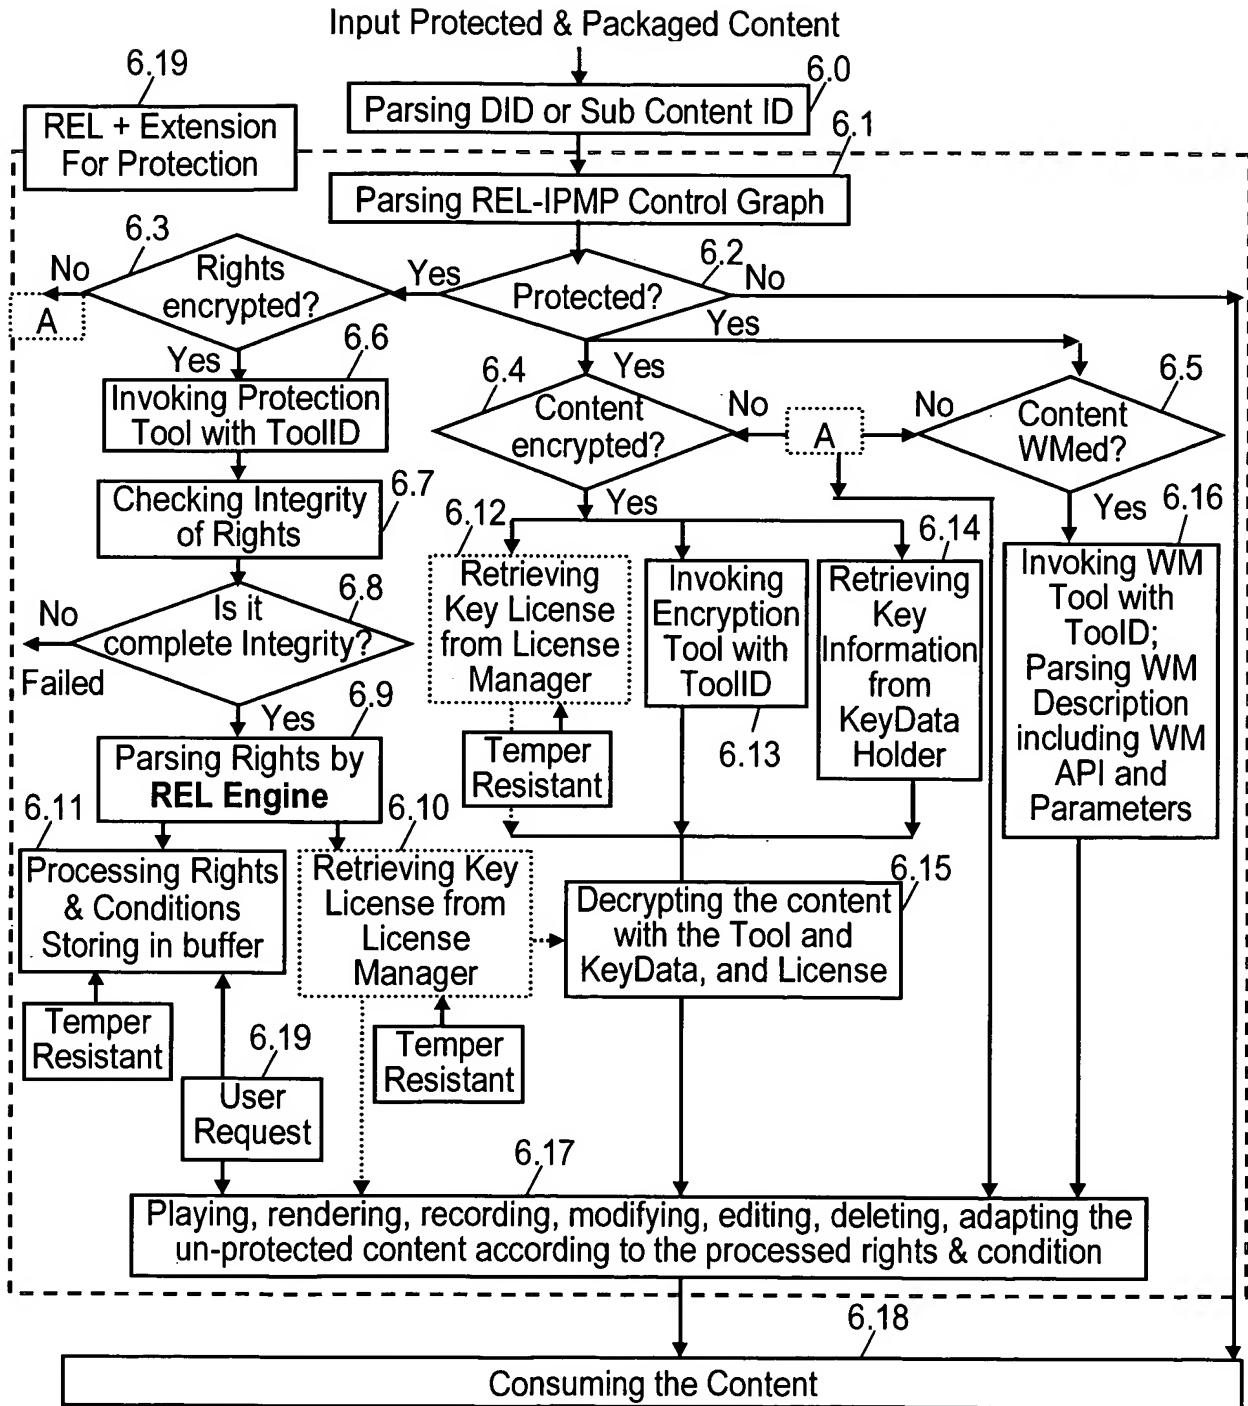 Input Protected & Packaged Content
6.19
6.0
Parsing DID or Sub Content ID
REL + Extension
For Protection
6.1
Parsing REL-IPMP Control Graph
6.3
No
Rights
encrypted?
Yes
6.2
Protected?
No
A
Yes
6.6
Yes
6.4
Yes
6.5
Invoking Protection
Tool with ToolID
Content
encrypted?
No
A
No
Content
WMed?
Checking Integrity
of Rights
6.7
Yes
6.12
6.14
Yes
6.16
Retrieving
Key License
from License
Manager
Invoking
Encryption
Tool with
ToolID
Retrieving
Key
Information
from
KeyData
Holder
Invoking WM
Tool with
TooID;
Parsing WM
Description
including WM
API and
Parameters
No
Is it
complete Integrity?
6.8
Failed
Yes
6.9
Temper
Resistant
6.13
Parsing Rights by
REL Engine
6.11
6.10
Processing Rights
& Conditions
Storing in buffer
Retrieving Key
License from
License
Manager
6.15
Decrypting the content
with the Tool and
KeyData, and License
Temper
Resistant
6.19
Temper
Resistant
User
Request
6.17
Playing, rendering, recording, modifying, editing, deleting, adapting the
un-protected content according to the processed rights & condition
6.18
Consuming the Content